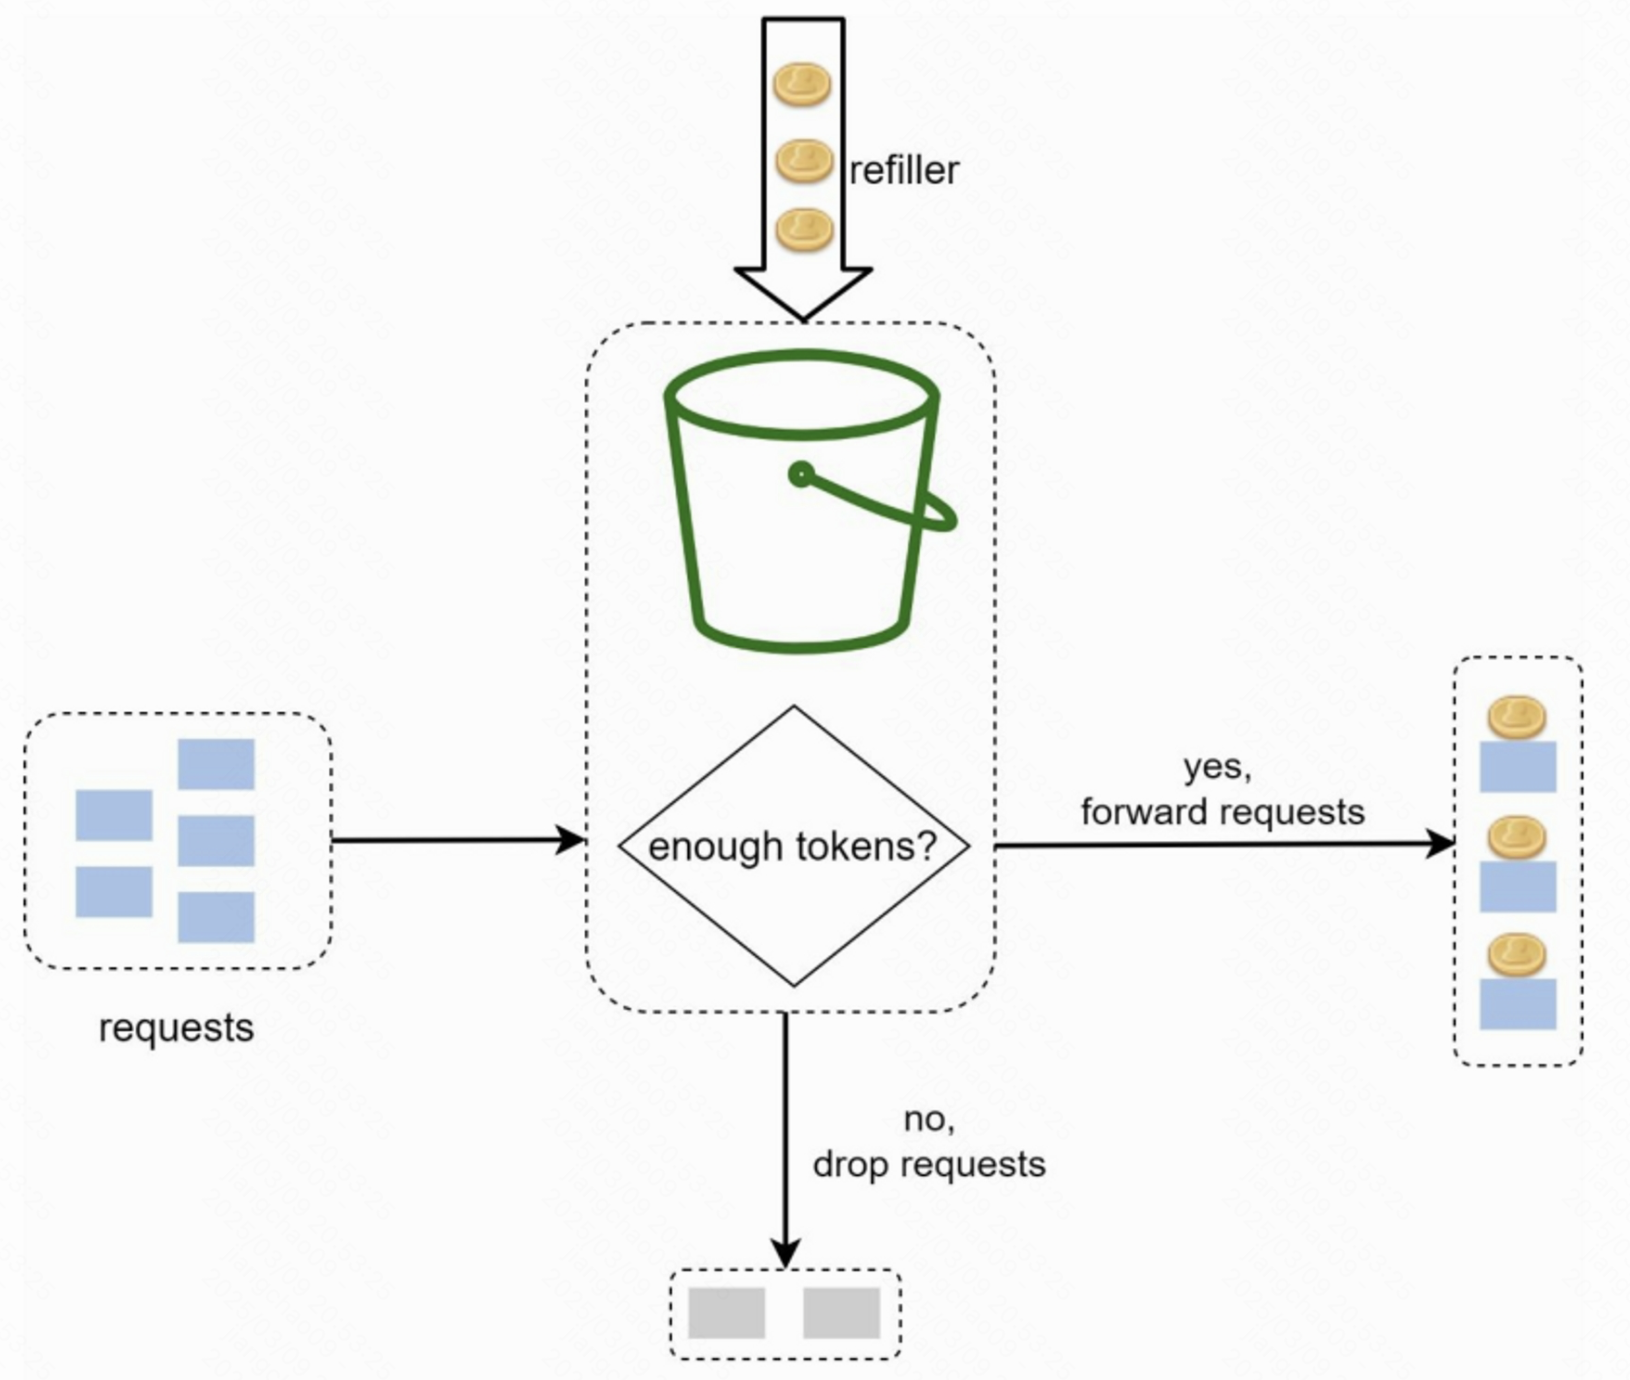 refiller
enough tokens?
yes,
forward requests
requests
no,
drop requests